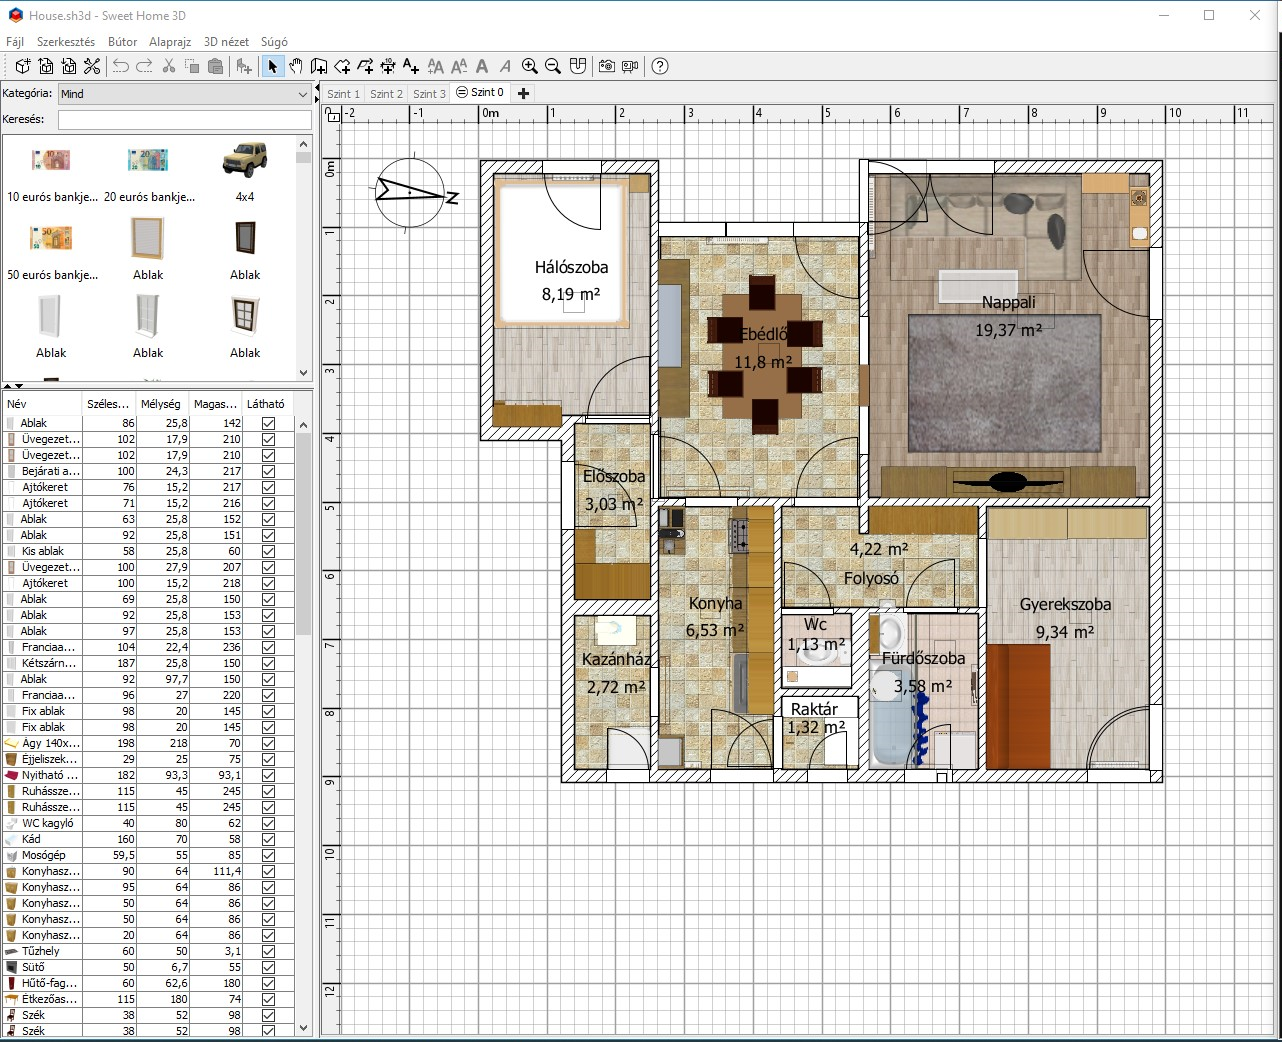 House.sh3d - Sweet Home 3D
Fájl Szerkesztés Bútor Alaprajz 3D nézet Súgó
Kategória: Mind
Keresés:
Szint 1 Szint 2 Szint 3 Szint 0
-2 -1 0m 1 2 3 4 5 6 7 8 9 10 11
10 eurós bankje... 20 eurós bankje... 4x4
50 eurós bankje... Ablak Ablak
Ablak Ablak Ablak
Név Széles... Mélység Magas... Látható
Ablak 86 25,8 142
Üvegezet... 102 17,9 210
Üvegezet... 102 17,9 210
Bejárati a... 100 24,3 217
Ajtókeret 76 15,2 217
Ajtókeret 71 15,2 216
Ablak 63 25,8 152
Ablak 92 25,8 151
Kis ablak 58 25,8 60
Üvegezet... 100 27,9 207
Ajtókeret 100 15,2 218
Ablak 69 25,8 150
Ablak 92 25,8 153
Ablak 97 25,8 153
Franciaa... 104 22,4 236
Kétszárn... 187 25,8 150
Ablak 92 97,7 150
Franciaa... 96 27 220
Fix ablak 98 20 145
Fix ablak 98 20 145
Ágy 140x... 198 218 70
Éjjeliszek... 29 25 75
Nyitható ... 182 93,3 93,1
Ruhássze... 115 45 245
Ruhássze... 115 45 245
WC kagyló 40 80 62
Kád 160 70 58
Mosógép 59,5 55 85
Konyhasz... 90 64 111,4
Konyhasz... 95 64 86
Konyhasz... 50 64 86
Konyhasz... 50 64 86
Konyhasz... 20 64 86
Tűzhely 60 50 3,1
Sütő 50 6,7 55
Hűtő-fag... 60 62,6 180
Étkezőas... 115 180 74
Szék 38 52 98
Szék 38 52 98
0m
1
2
3
4
5
6
7
8
9
10
11
12
N
Hálószoba
8,19 m²
Ebédlő
11,8 m²
Nappali
19,37 m²
Előszoba
3,03 m²
4,22 m²
Folyosó
Konyha
6,53 m²
Wc
1,13 m²
Gyerekszoba
9,34 m²
Kazánház
2,72 m²
Fürdőszoba
3,58 m²
Raktár
1,32 m²